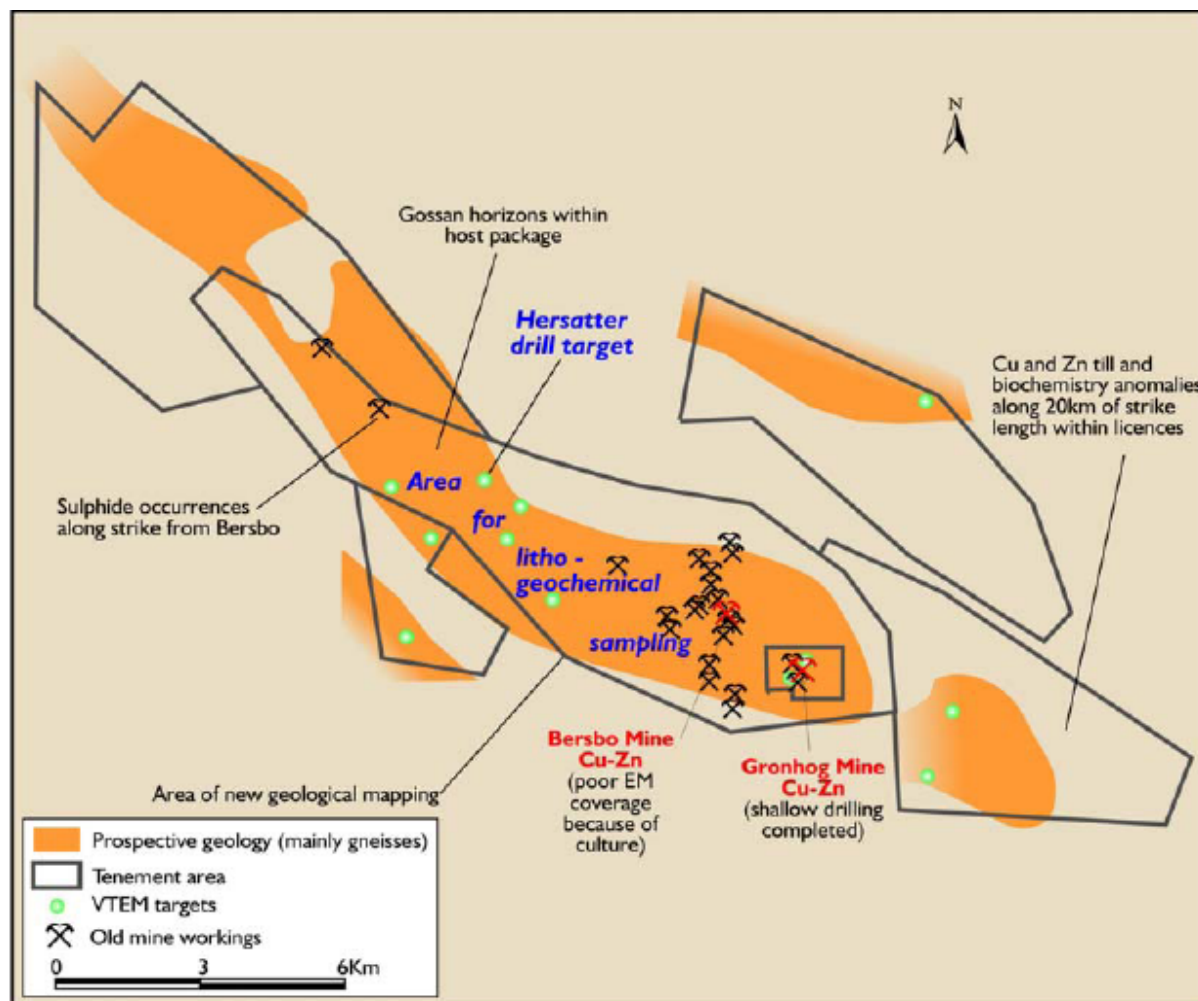 N
Gossan horizons within
host package
Hersatter
drill target
Cu and Zn till and
biochemistry anomalies
along 20km of strike
length within licences
Sulphide occurrences
along strike from Bersbo
Area
for
litho -
geochemical
sampling
Bersbo Mine
Cu-Zn
(poor EM
coverage
because of
culture)
Gronhog Mine
Cu-Zn
(shallow drilling
completed)
Area of new geological mapping
Prospective geology (mainly gneisses)
Tenement area
VTEM targets
Old mine workings
0 3 6Km